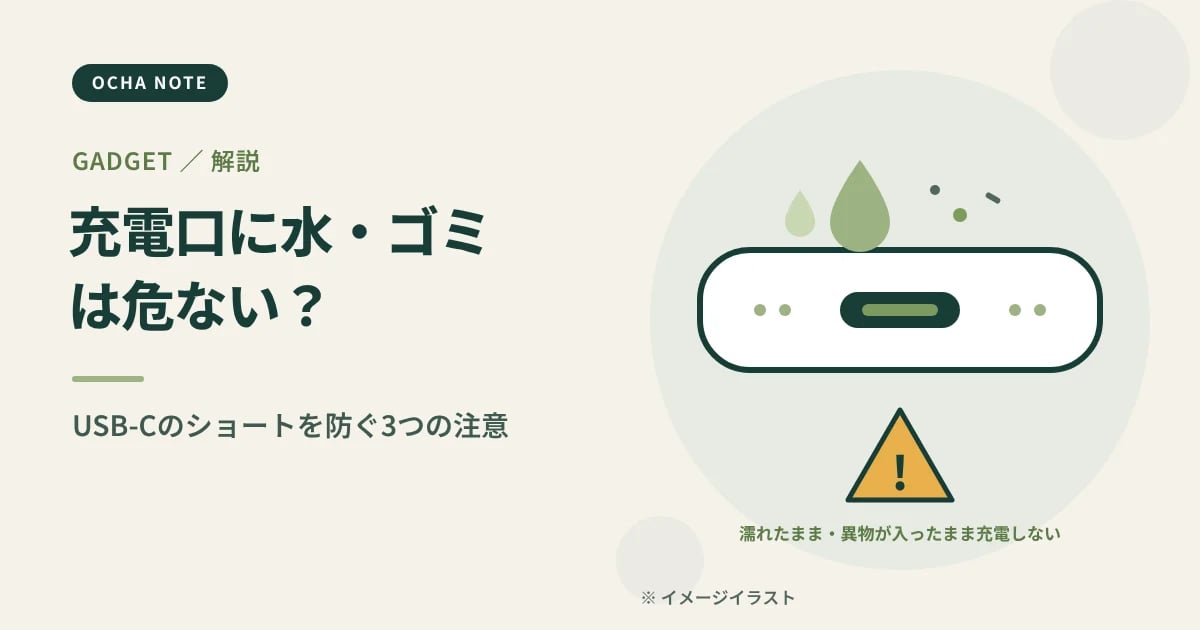 OCHA NOTE
GADGET ／ 解説
充電口に水・ゴミ
は危ない？
USB-Cのショートを防ぐ3つの注意
!
濡れたまま・異物が入ったまま充電しない
※ イメージイラスト